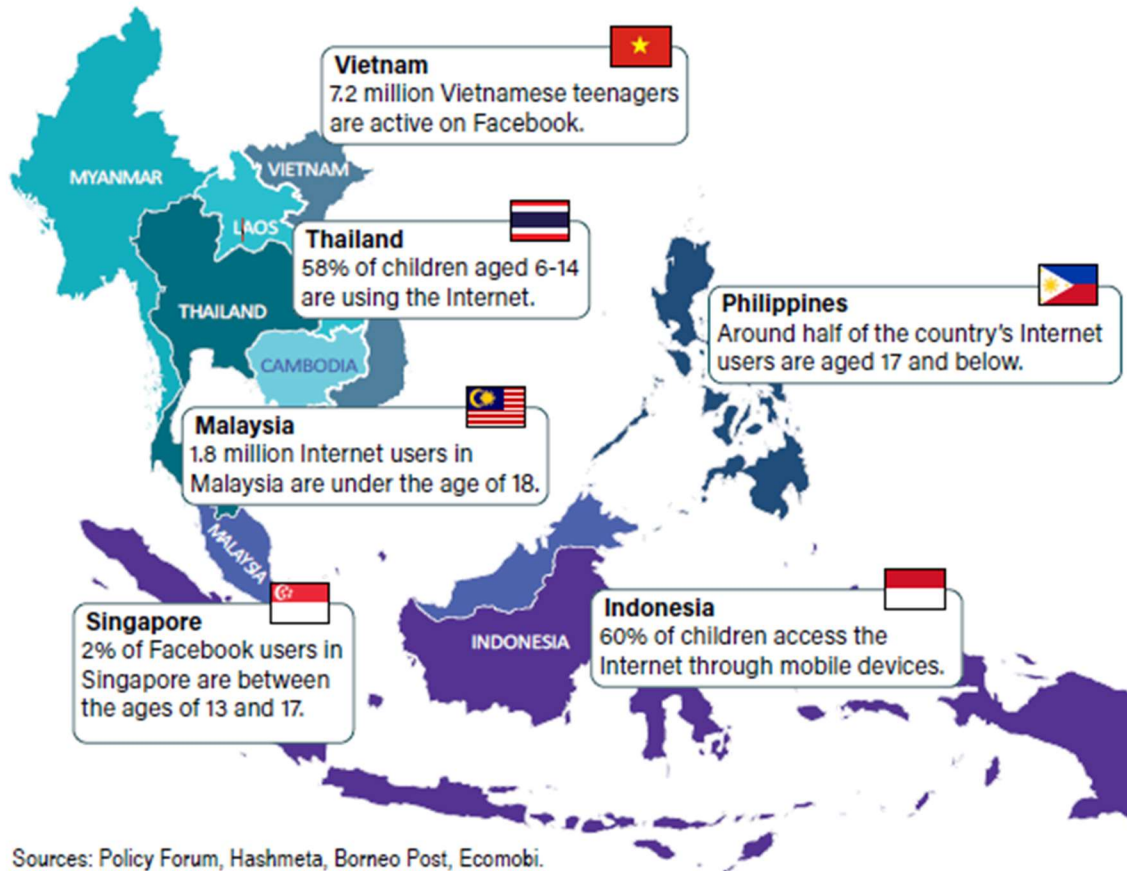 Vietnam
7.2 million Vietnamese teenagers
are active on Facebook.
MYANMAR
VIETNAM
LAOS
Thailand
58% of children aged 6-14
are using the Internet.
THAILAND
Philippines
Around half of the country's Internet
users are aged 17 and below.
CAMBODIA
Malaysia
1.8 million Internet users in
Malaysia are under the age of 18.
MALAYSIA
Singapore
2% of Facebook users in
Singapore are between
the ages of 13 and 17.
INDONESIA
Indonesia
60% of children access the
Internet through mobile devices.
Sources: Policy Forum, Hashmeta, Borneo Post, Ecomobi.